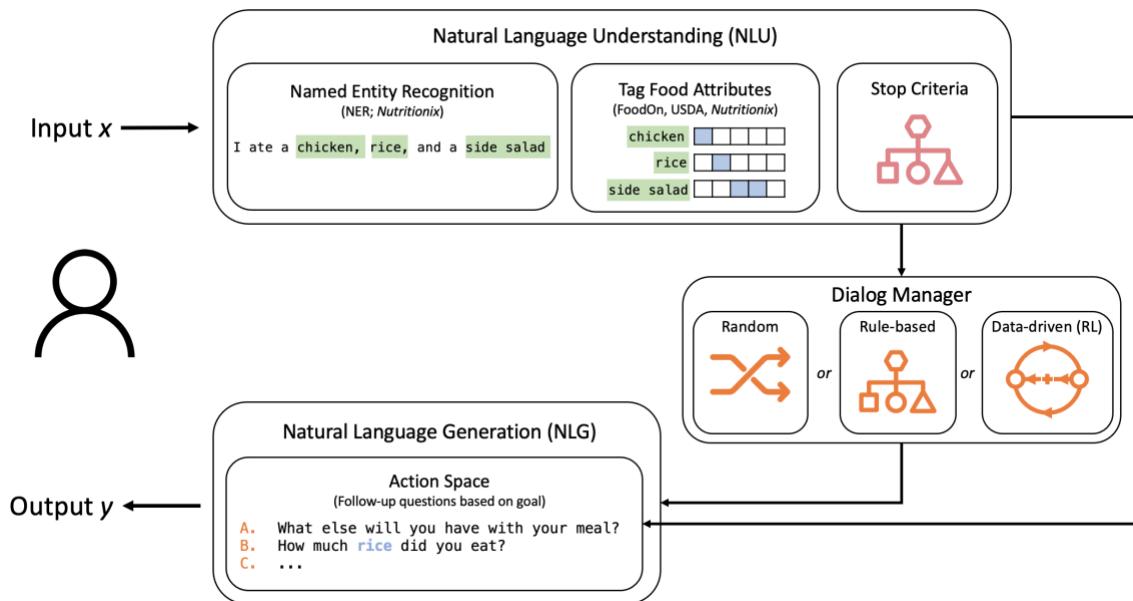 Natural Language Understanding (NLU)
Input x
Named Entity Recognition
(NER; Nutritionix)
I ate a chicken, rice, and a side salad
Tag Food Attributes
(FoodOn, USDA, Nutritionix)
chicken
rice
side salad
Stop Criteria
Dialog Manager
Random
or
Rule-based
or
Data-driven (RL)
Natural Language Generation (NLG)
Output y
Action Space
(Follow-up questions based on goal)
A. What else will you have with your meal?
B. How much rice did you eat?
C. ...